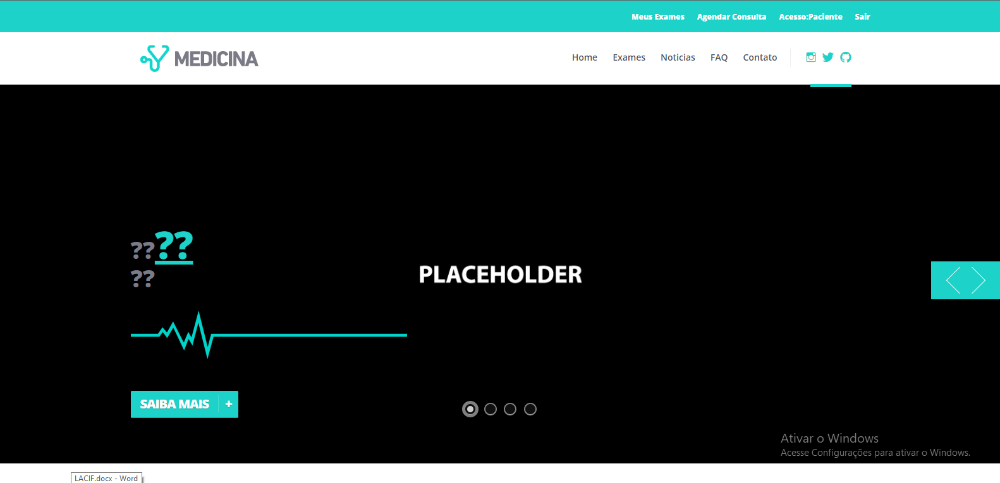 Meus Exames Agendar Consulta Acesso:Paciente Sair
MEDICINA
Home Exames Noticias FAQ Contato
????
??
PLACEHOLDER
SAIBA MAIS +
Ativar o Windows
Acesse Configurações para ativar o Windows.
LACIF.docx - Word